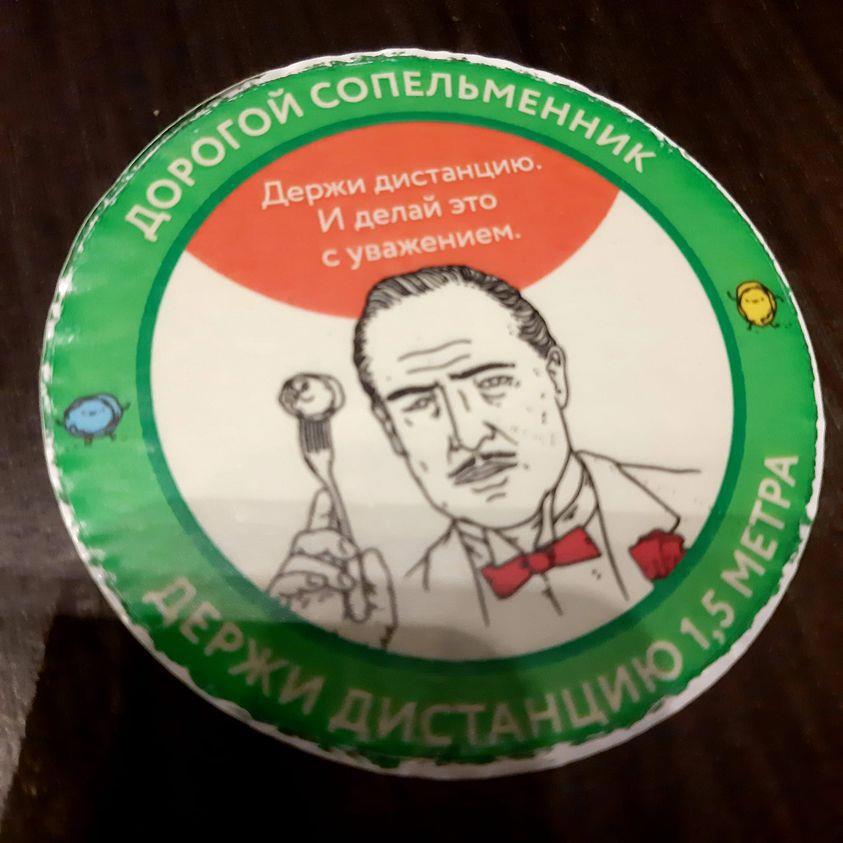 ДОРОГОЙ СОПЕЛЬМЕННИК
Держи дистанцию.
И делай это
с уважением.
ДЕРЖИ ДИСТАНЦИЮ 1,5 МЕТРА